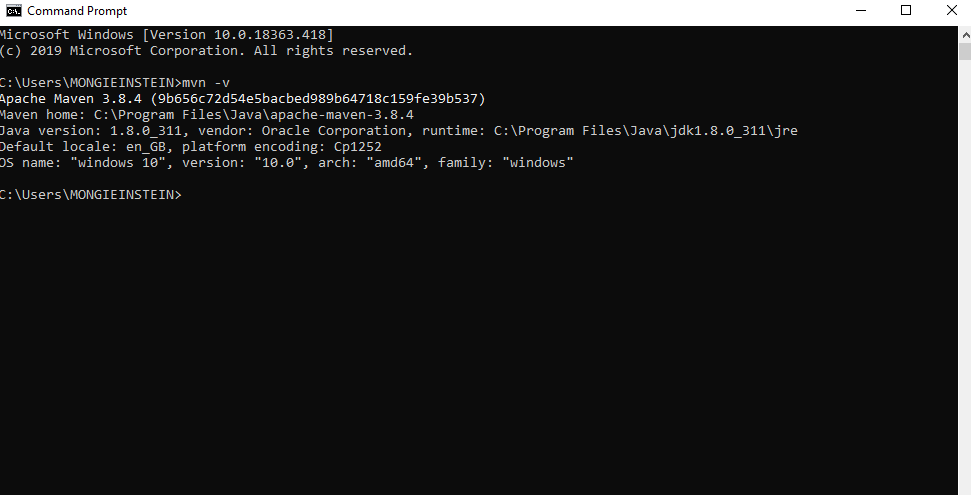 Command Prompt
Microsoft Windows [Version 10.0.18363.418]
(c) 2019 Microsoft Corporation. All rights reserved.
C:\Users\MONGIEINSTEIN>mvn -v
Apache Maven 3.8.4 (9b656c72d54e5bacbed989b64718c159fe39b537)
Maven home: C:\Program Files\Java\apache-maven-3.8.4
Java version: 1.8.0_311, vendor: Oracle Corporation, runtime: C:\Program Files\Java\jdk1.8.0_311\jre
Default locale: en_GB, platform encoding: Cp1252
OS name: "windows 10", version: "10.0", arch: "amd64", family: "windows"
C:\Users\MONGIEINSTEIN>